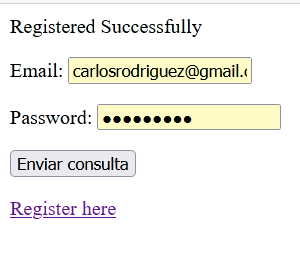 Registered Successfully
Email: carlosrodriguez@gmail.
Password: •••••••••
Enviar consulta
Register here